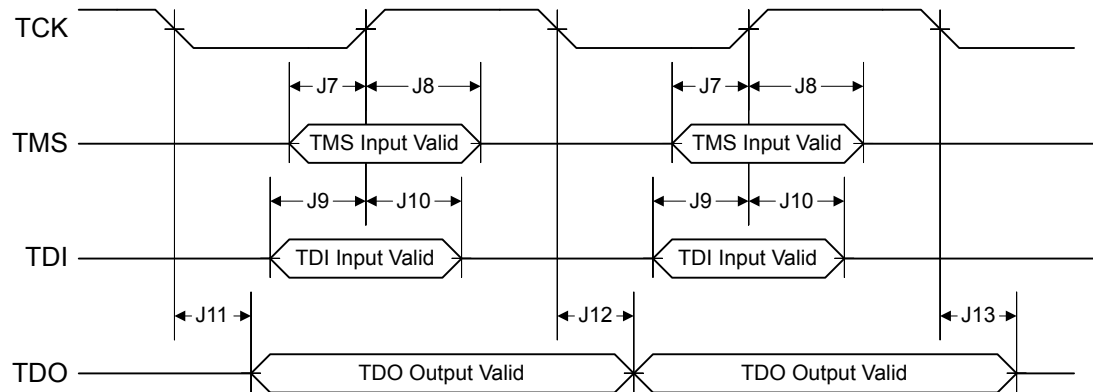 TCK
J7 J8 J7 J8
TMS TMS Input Valid TMS Input Valid
J9 J10 J9 J10
TDI TDI Input Valid TDI Input Valid
J11 J12 J13
TDO TDO Output Valid TDO Output Valid